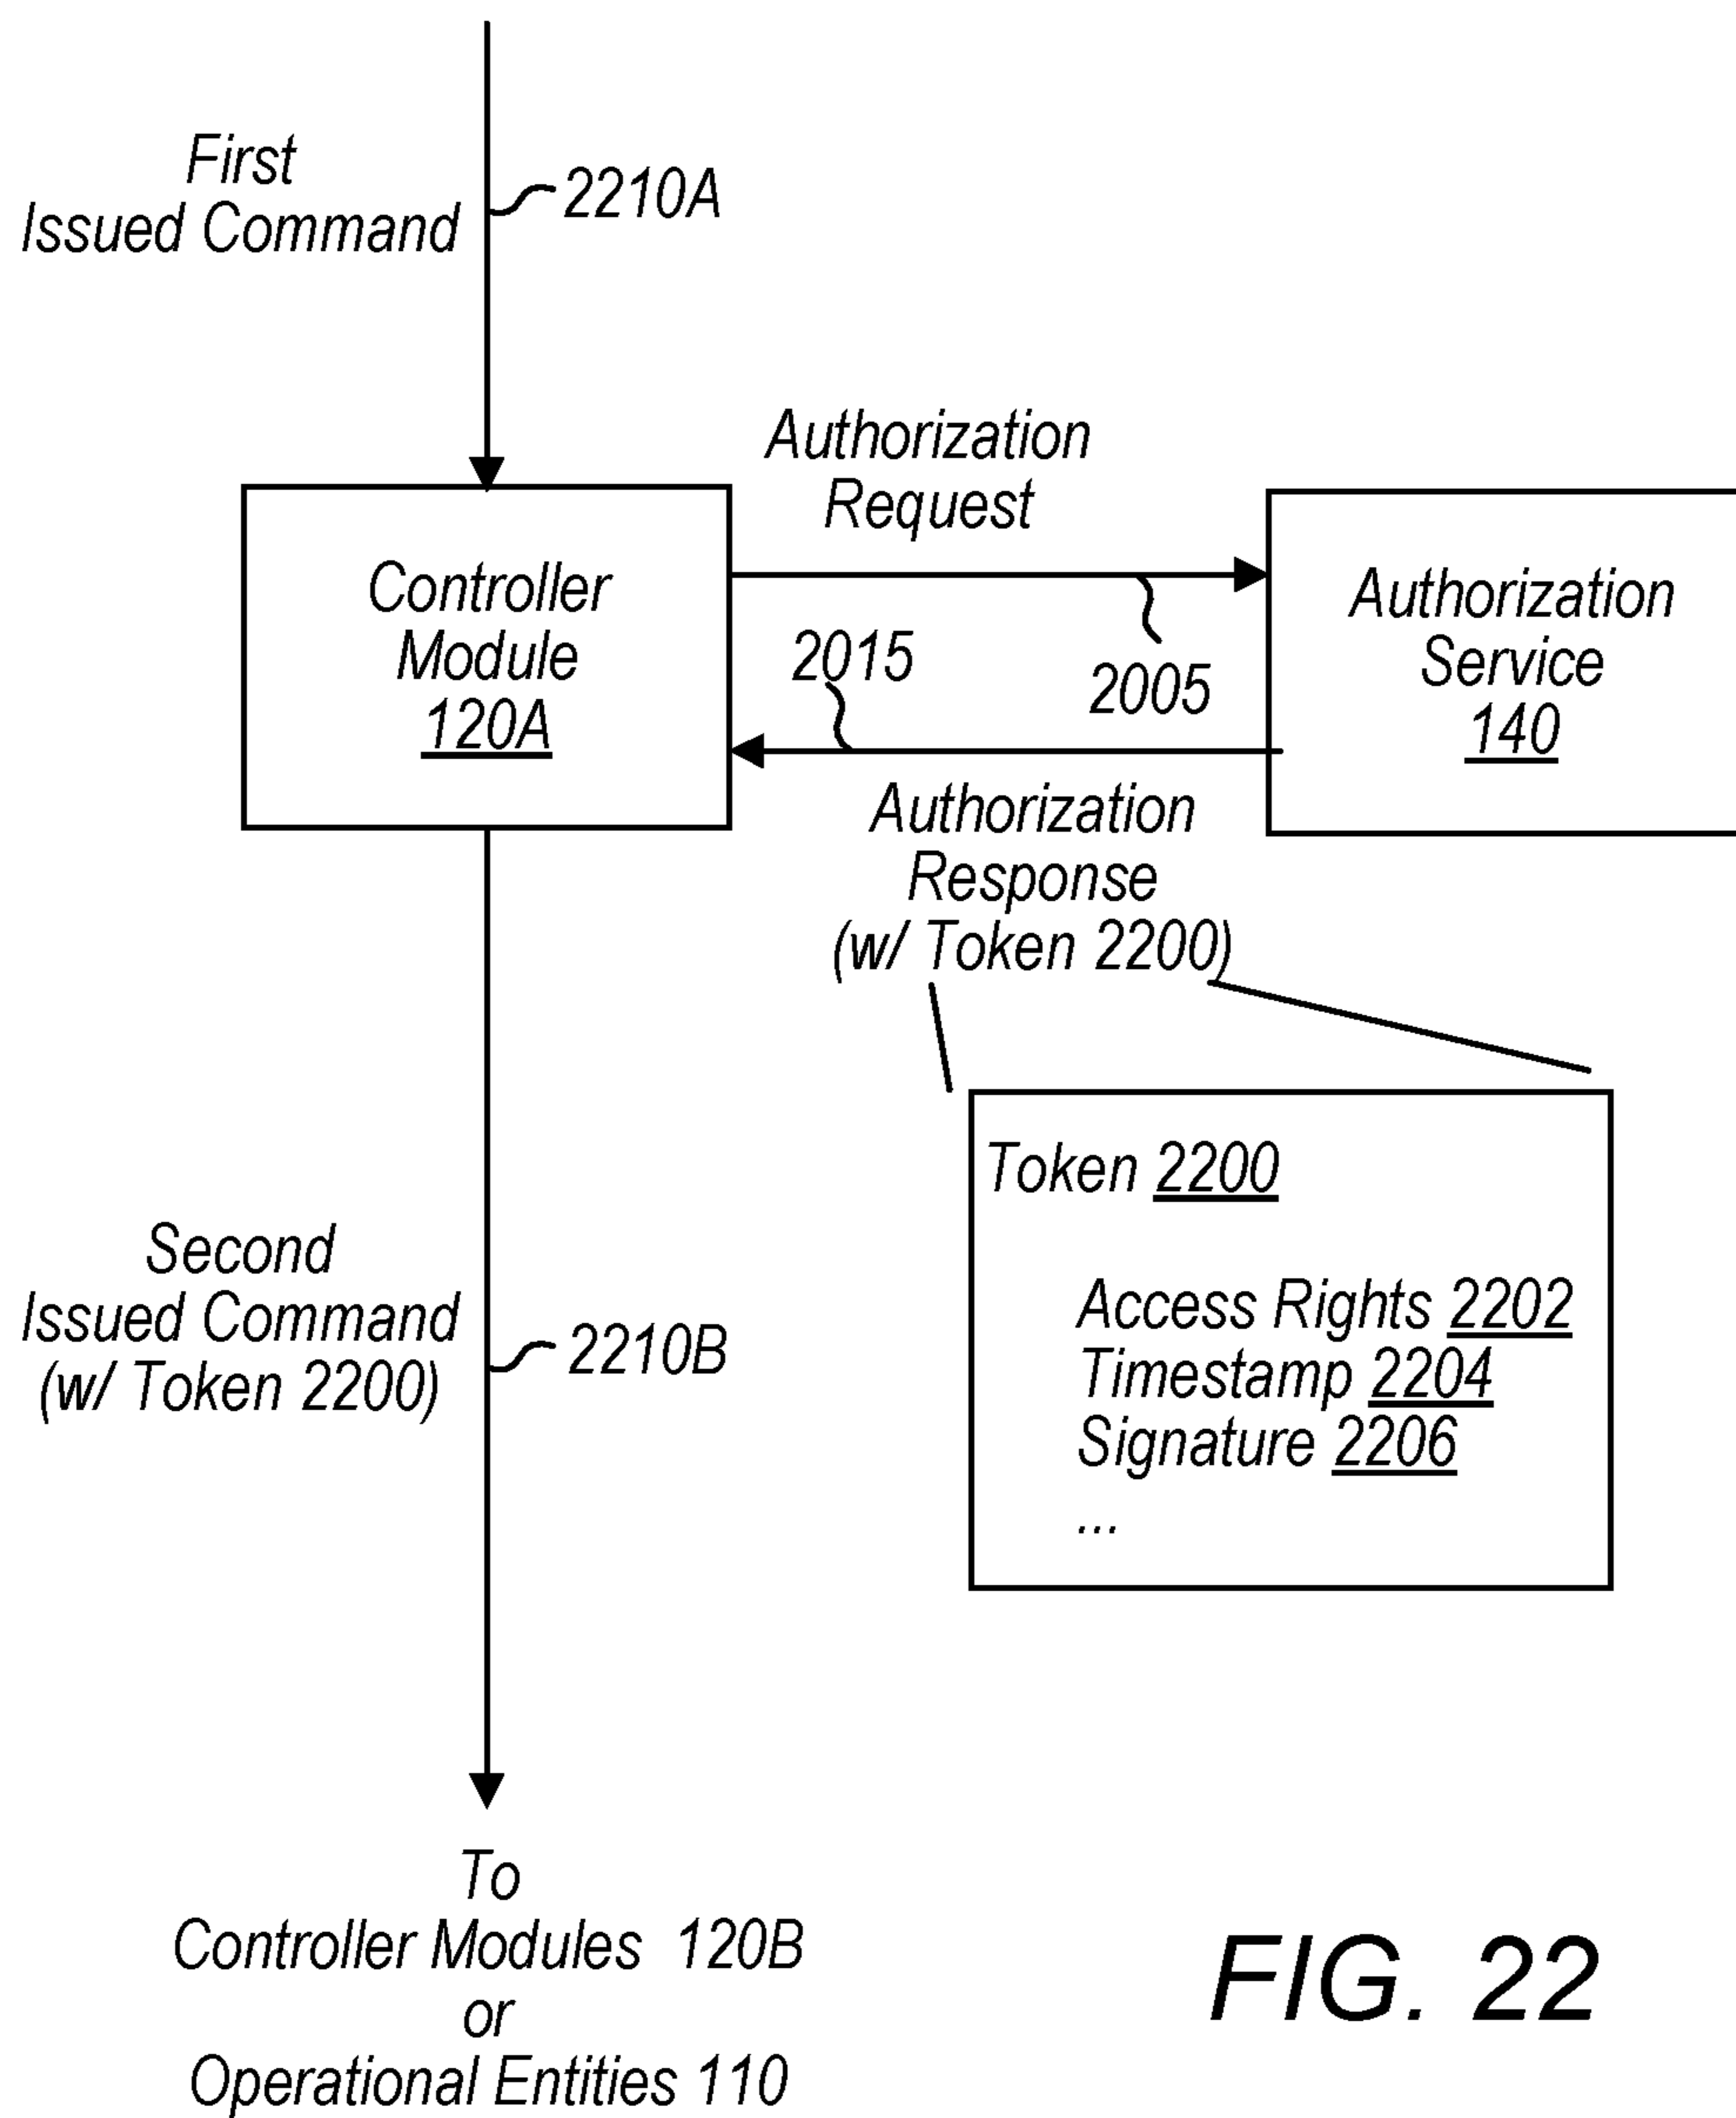 First
Issued Command
2210A
Authorization
Request
Controller
Module
120A
2015
2005
Authorization
Service
140
Authorization
Response
(w/ Token 2200)
Token 2200
Access Rights 2202
Timestamp 2204
Signature 2206
...
Second
Issued Command
(w/ Token 2200)
2210B
To
Controller Modules 120B
or
Operational Entities 110
FIG. 22